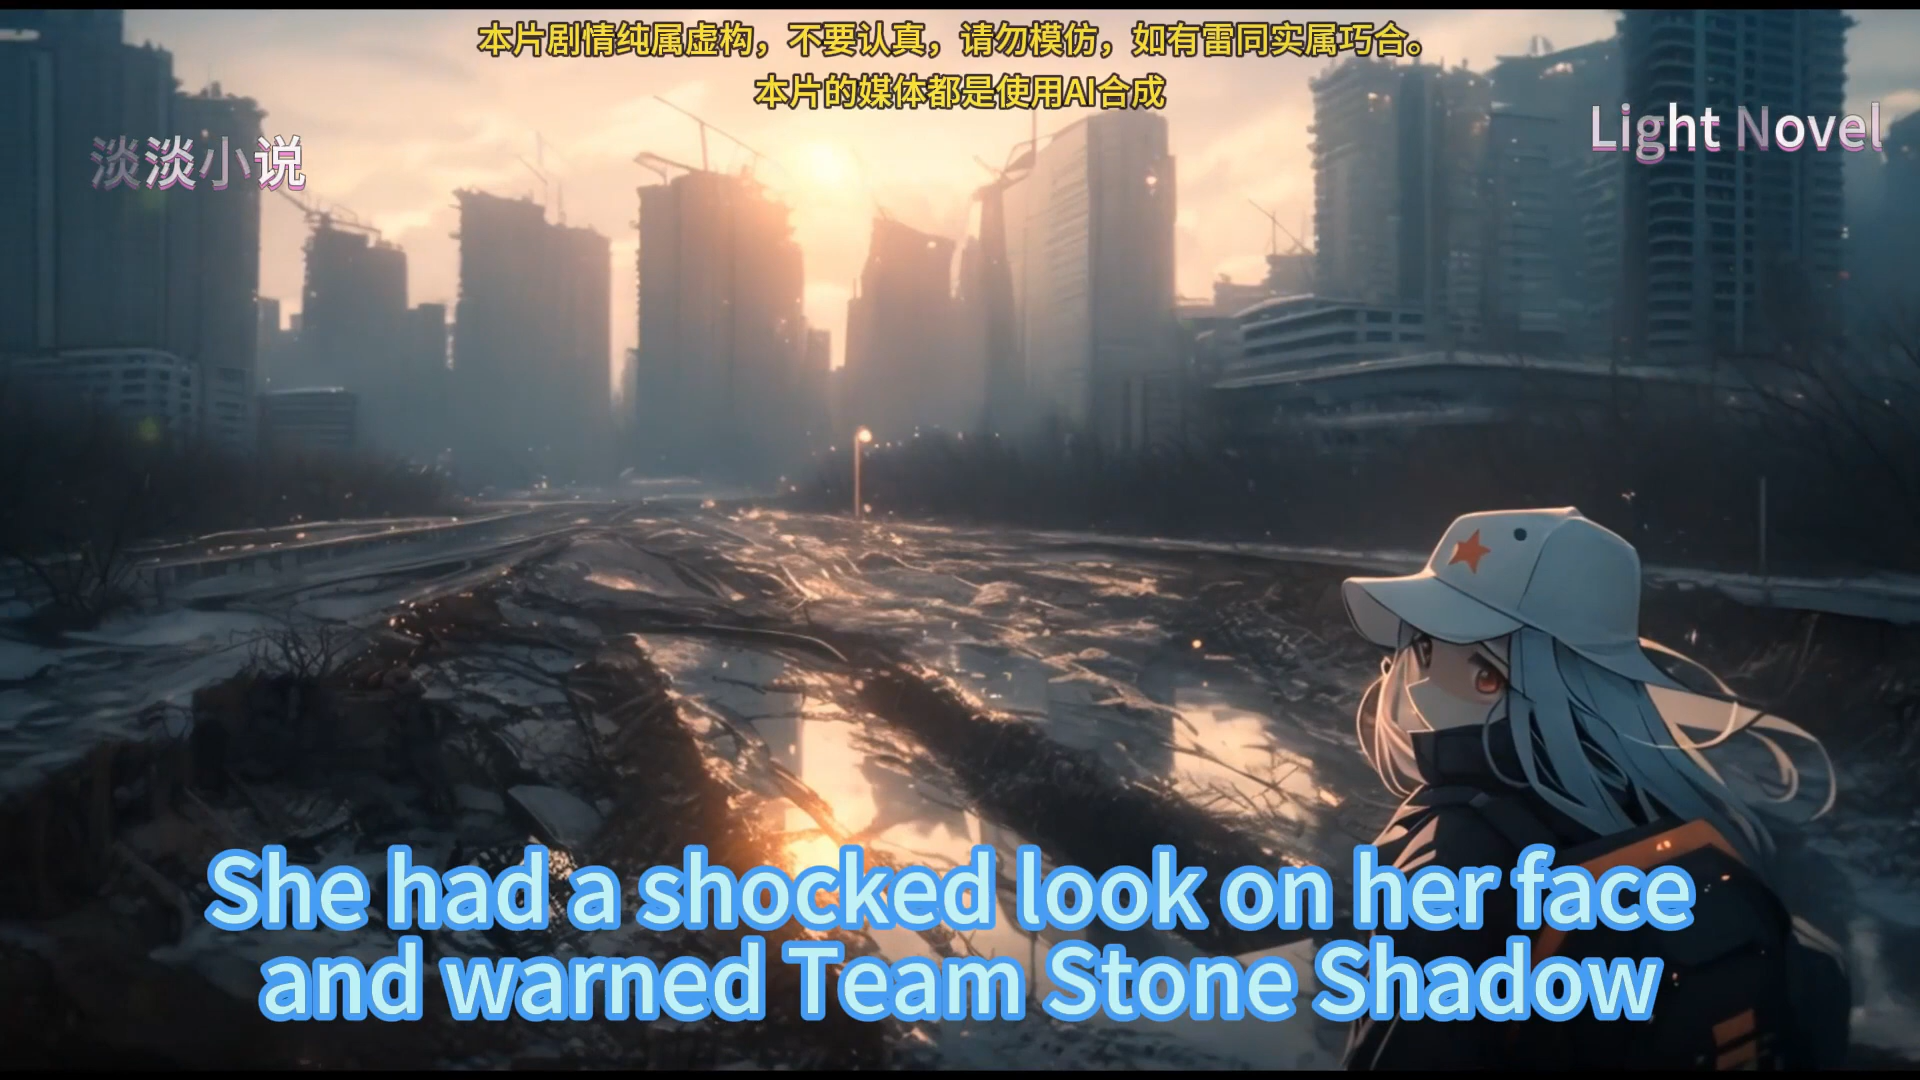 本片剧情纯属虚构，不要认真，请勿模仿，如有雷同实属巧合。
本片的媒体都是使用AI合成
淡淡小说
Light Novel
She had a shocked look on her face
and warned Team Stone Shadow